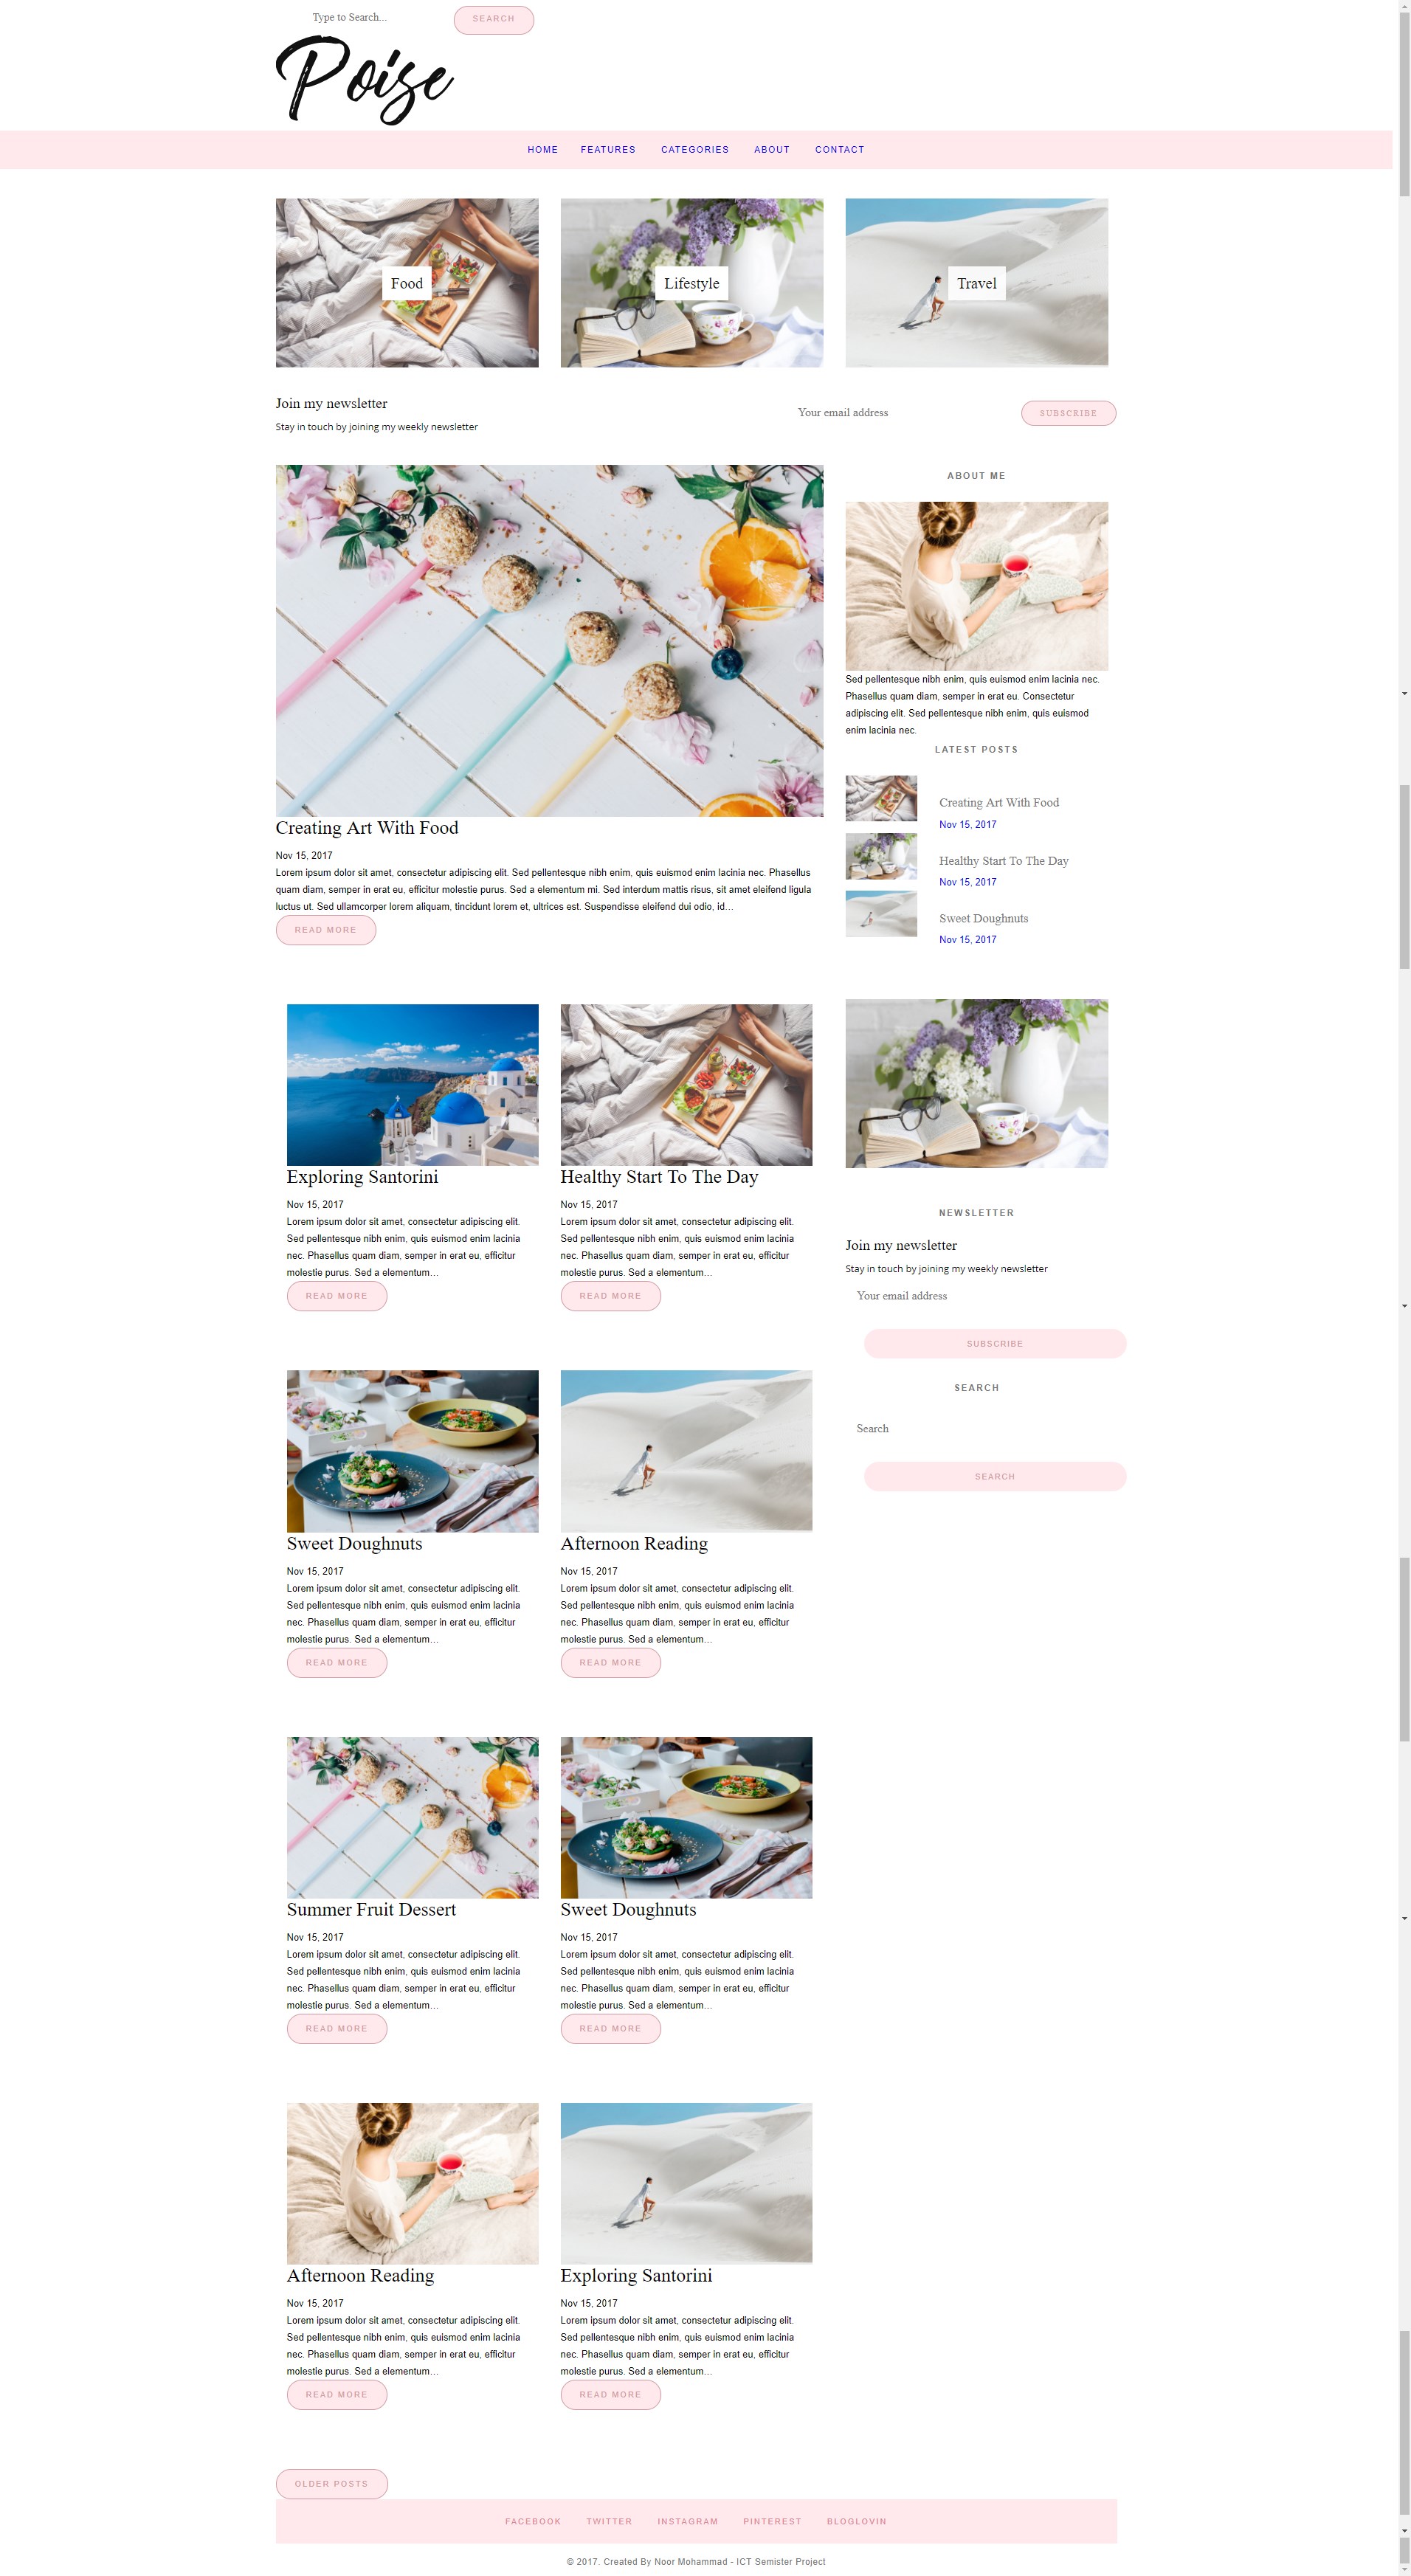 Type to Search...
SEARCH
Poise
HOME FEATURES CATEGORIES ABOUT CONTACT
Food
Lifestyle
Travel
Join my newsletter
Stay in touch by joining my weekly newsletter
Your email address
SUBSCRIBE
Creating Art With Food
Nov 15, 2017
Lorem ipsum dolor sit amet, consectetur adipiscing elit. Sed pellentesque nibh enim, quis euismod enim lacinia nec. Phasellus
quam diam, semper in erat eu, efficitur molestie purus. Sed a elementum mi. Sed interdum mattis risus, sit amet eleifend ligula
luctus ut. Sed ullamcorper lorem aliquam, tincidunt lorem et, ultrices est. Suspendisse eleifend dui odio, id...
READ MORE
ABOUT ME
Sed pellentesque nibh enim, quis euismod enim lacinia nec.
Phasellus quam diam, semper in erat eu. Consectetur
adipiscing elit. Sed pellentesque nibh enim, quis euismod
enim lacinia nec.
LATEST POSTS
Creating Art With Food
Nov 15, 2017
Healthy Start To The Day
Nov 15, 2017
Sweet Doughnuts
Nov 15, 2017
Exploring Santorini
Nov 15, 2017
Lorem ipsum dolor sit amet, consectetur adipiscing elit.
Sed pellentesque nibh enim, quis euismod enim lacinia
nec. Phasellus quam diam, semper in erat eu, efficitur
molestie purus. Sed a elementum...
READ MORE
Healthy Start To The Day
Nov 15, 2017
Lorem ipsum dolor sit amet, consectetur adipiscing elit.
Sed pellentesque nibh enim, quis euismod enim lacinia
nec. Phasellus quam diam, semper in erat eu, efficitur
molestie purus. Sed a elementum...
READ MORE
NEWSLETTER
Join my newsletter
Stay in touch by joining my weekly newsletter
Your email address
SUBSCRIBE
SEARCH
Search
SEARCH
Sweet Doughnuts
Nov 15, 2017
Lorem ipsum dolor sit amet, consectetur adipiscing elit.
Sed pellentesque nibh enim, quis euismod enim lacinia
nec. Phasellus quam diam, semper in erat eu, efficitur
molestie purus. Sed a elementum...
READ MORE
Afternoon Reading
Nov 15, 2017
Lorem ipsum dolor sit amet, consectetur adipiscing elit.
Sed pellentesque nibh enim, quis euismod enim lacinia
nec. Phasellus quam diam, semper in erat eu, efficitur
molestie purus. Sed a elementum...
READ MORE
Summer Fruit Dessert
Nov 15, 2017
Lorem ipsum dolor sit amet, consectetur adipiscing elit.
Sed pellentesque nibh enim, quis euismod enim lacinia
nec. Phasellus quam diam, semper in erat eu, efficitur
molestie purus. Sed a elementum...
READ MORE
Sweet Doughnuts
Nov 15, 2017
Lorem ipsum dolor sit amet, consectetur adipiscing elit.
Sed pellentesque nibh enim, quis euismod enim lacinia
nec. Phasellus quam diam, semper in erat eu, efficitur
molestie purus. Sed a elementum...
READ MORE
Afternoon Reading
Nov 15, 2017
Lorem ipsum dolor sit amet, consectetur adipiscing elit.
Sed pellentesque nibh enim, quis euismod enim lacinia
nec. Phasellus quam diam, semper in erat eu, efficitur
molestie purus. Sed a elementum...
READ MORE
Exploring Santorini
Nov 15, 2017
Lorem ipsum dolor sit amet, consectetur adipiscing elit.
Sed pellentesque nibh enim, quis euismod enim lacinia
nec. Phasellus quam diam, semper in erat eu, efficitur
molestie purus. Sed a elementum...
READ MORE
OLDER POSTS
FACEBOOK TWITTER INSTAGRAM PINTEREST BLOGLOVIN
© 2017. Created By Noor Mohammad - ICT Semister Project